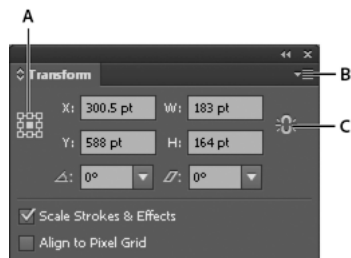 A
Transform
B
X: 300.5 pt W: 183 pt
C
Y: 588 pt H: 164 pt
0° 0°
Scale Strokes & Effects
Align to Pixel Grid